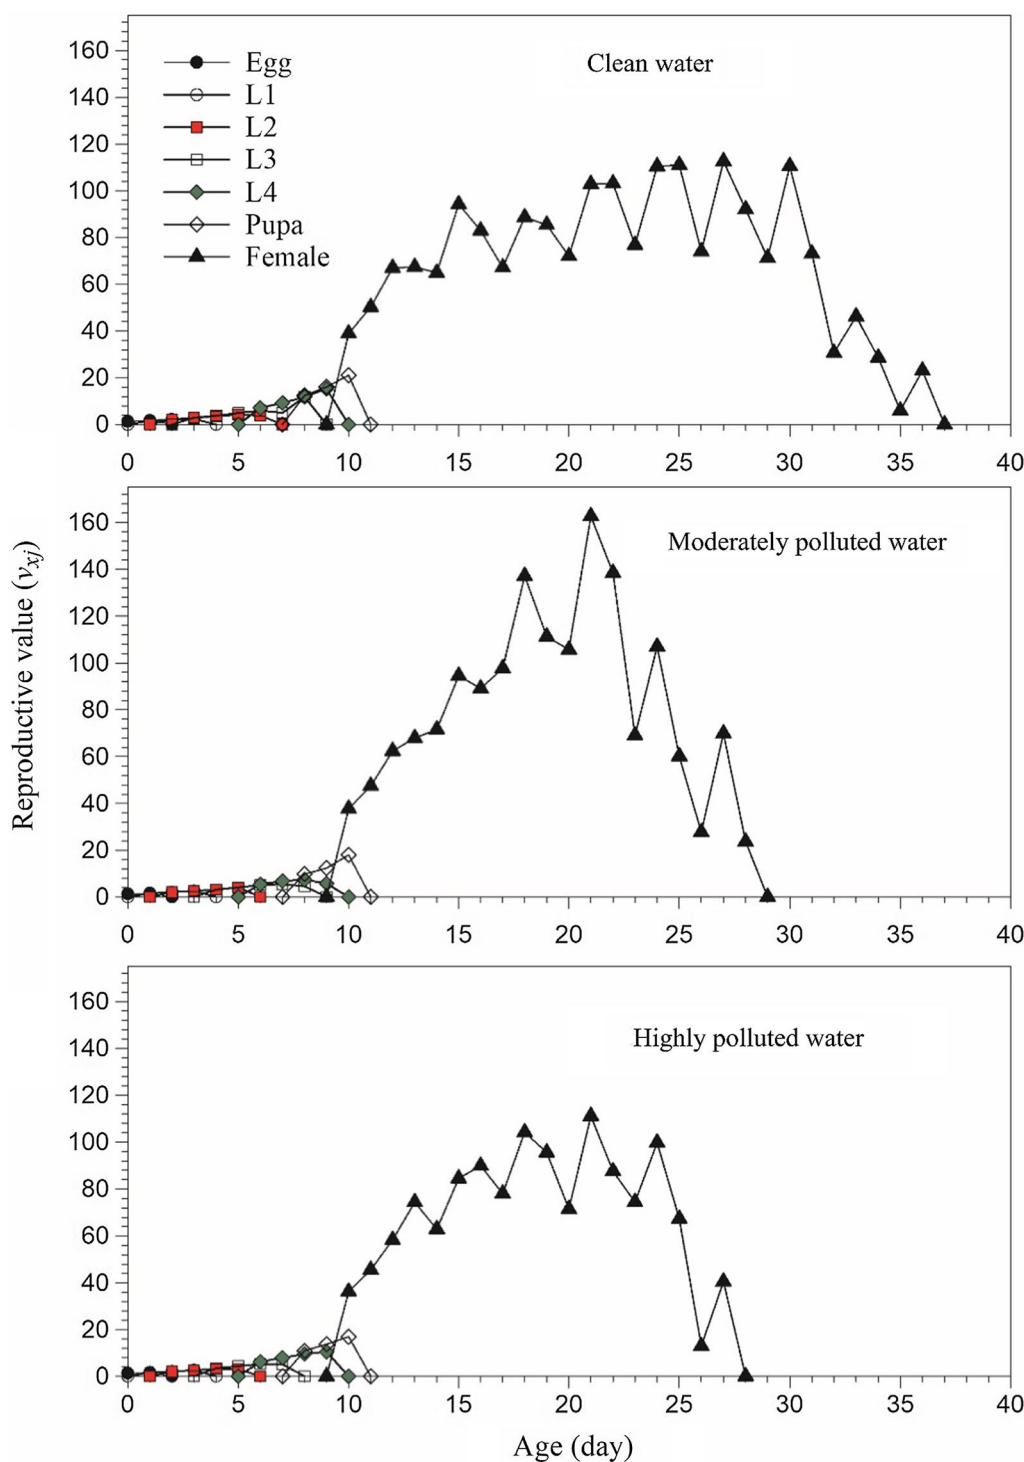 Clean water
160
140
120
100
80
60
40
20
0
Egg
L1
L2
L3
L4
Pupa
Female
0 5 10 15 20 25 30 35 40
Reproductive value (vxj)
Moderately polluted water
160
140
120
100
80
60
40
20
0
0 5 10 15 20 25 30 35 40
Highly polluted water
160
140
120
100
80
60
40
20
0
0 5 10 15 20 25 30 35 40
Age (day)